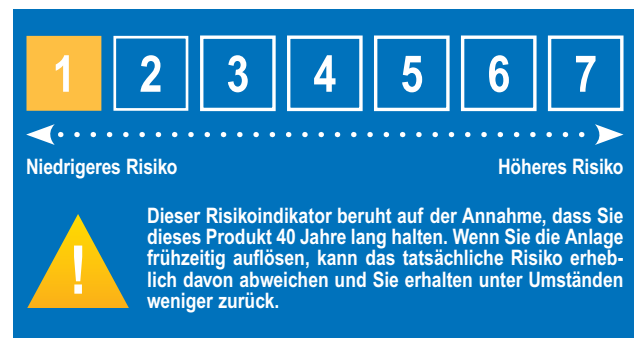 1 2 3 4 5 6 7
Niedrigeres Risiko Höheres Risiko
Dieser Risikoindikator beruht auf der Annahme, dass Sie
dieses Produkt 40 Jahre lang halten. Wenn Sie die Anlage
frühzeitig auflösen, kann das tatsächliche Risiko erheb-
lich davon abweichen und Sie erhalten unter Umständen
! weniger zurück.